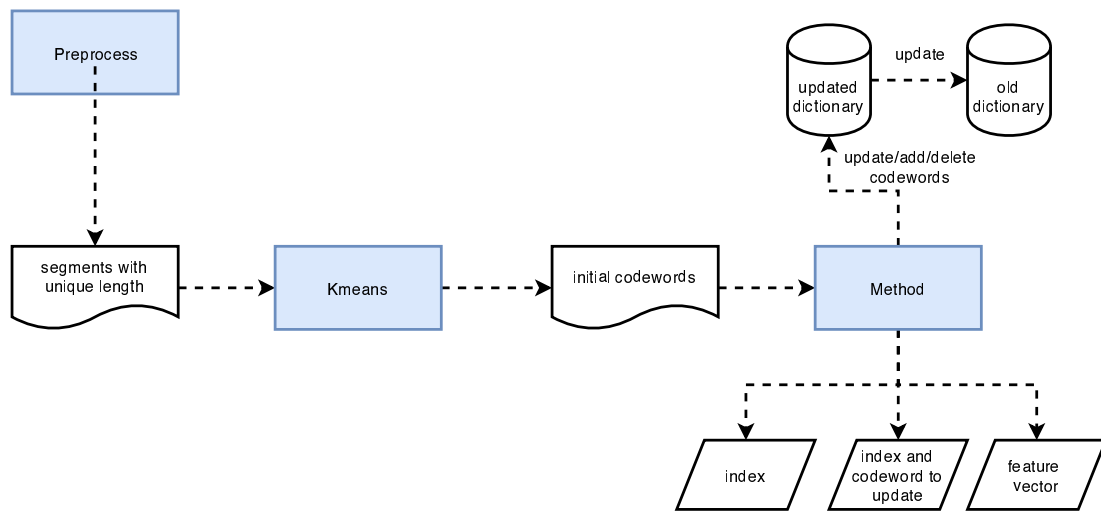 Preprocess
update
updated
dictionary
old
dictionary
update/add/delete
codewords
segments with
unique length
Kmeans
initial codewords
Method
index
index and
codeword to
update
feature
vector